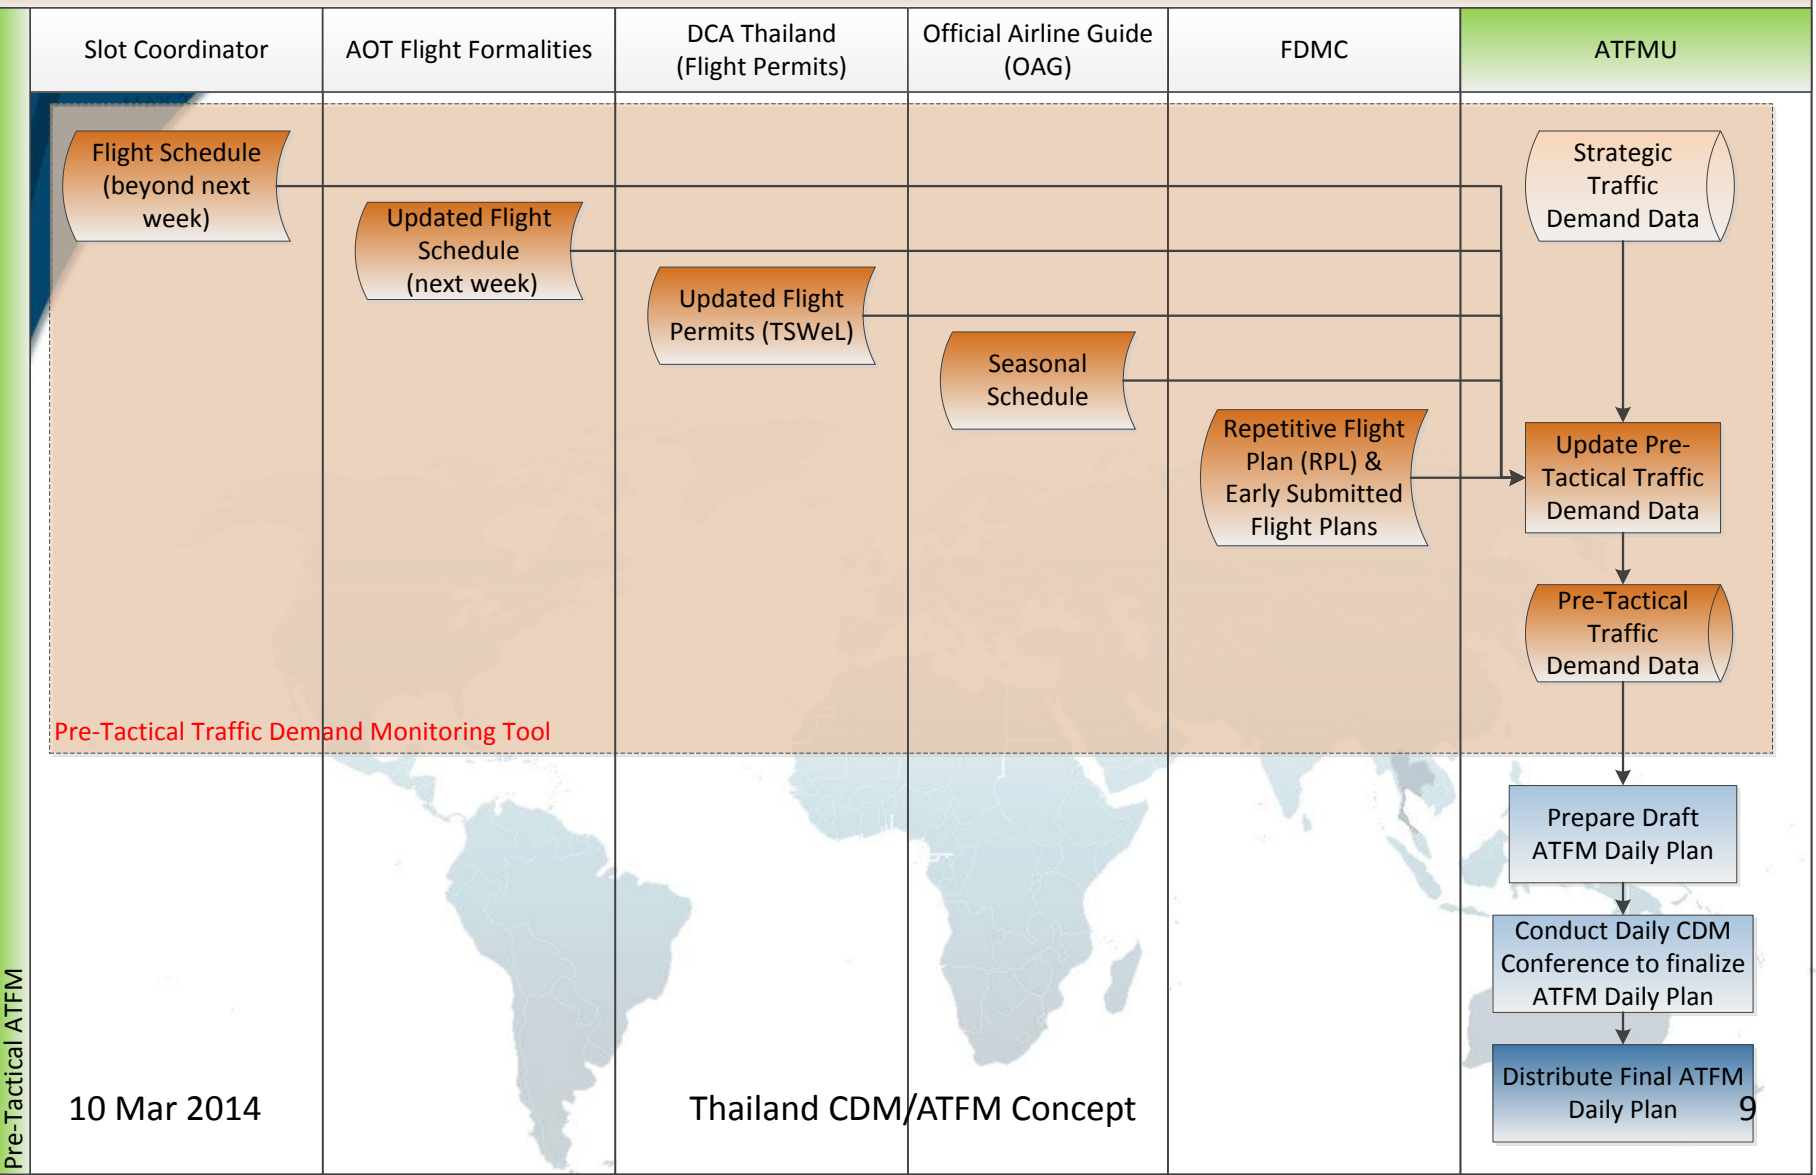 Slot Coordinator
AOT Flight Formalities
DCA Thailand
(Flight Permits)
Official Airline Guide
(OAG)
FDMC
ATFMU
Flight Schedule
(beyond next
week)
Updated Flight
Schedule
(next week)
Updated Flight
Permits (TSWeL)
Seasonal
Schedule
Repetitive Flight
Plan (RPL) &
Early Submitted
Flight Plans
Strategic
Traffic
Demand Data
Update Pre-
Tactical Traffic
Demand Data
Pre-Tactical
Traffic
Demand Data
Pre-Tactical Traffic Demand Monitoring Tool
Prepare Draft
ATFM Daily Plan
Conduct Daily CDM
Conference to finalize
ATFM Daily Plan
Distribute Final ATFM
Daily Plan
Pre-Tactical ATFM
10 Mar 2014
Thailand CDM/ATFM Concept
9